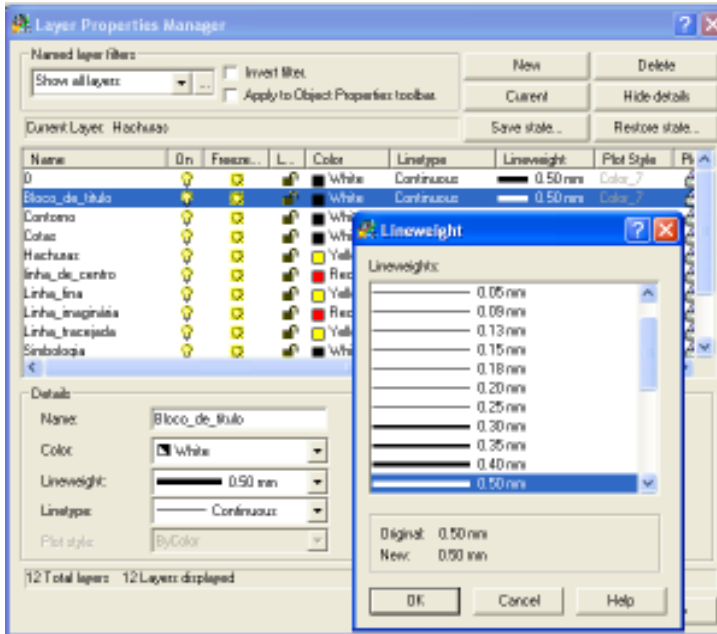 Layer Properties Manager
Named layer filters
Show all layers
...
Invert filter
Apply to Object Properties toolbar
New
Delete
Current
Hide details
Current Layer: Hachuras
Save state...
Restore state...
Name On Freeze... L... Color Linetype Lineweight Plot Style
0 White Continuous 0.50 mm Color_7
Bloco_de_titulo White Continuous 0.50 mm Color_7
Contorno
Cotas
Hachuras
linha_de_centro
Linha_fina
Linha_imaginária
Linha_tracejada
Simbologia
Lineweight
Lineweights:
0.05 mm
0.09 mm
0.13 mm
0.15 mm
0.18 mm
0.20 mm
0.25 mm
0.30 mm
0.35 mm
0.40 mm
0.50 mm
Original: 0.50 mm
New: 0.50 mm
OK
Cancel
Help
Details
Name: Bloco_de_titulo
Color: White
Lineweight: 0.50 mm
Linetype: Continuous
Plot style: ByColor
12 Total layers 12 Layers displayed